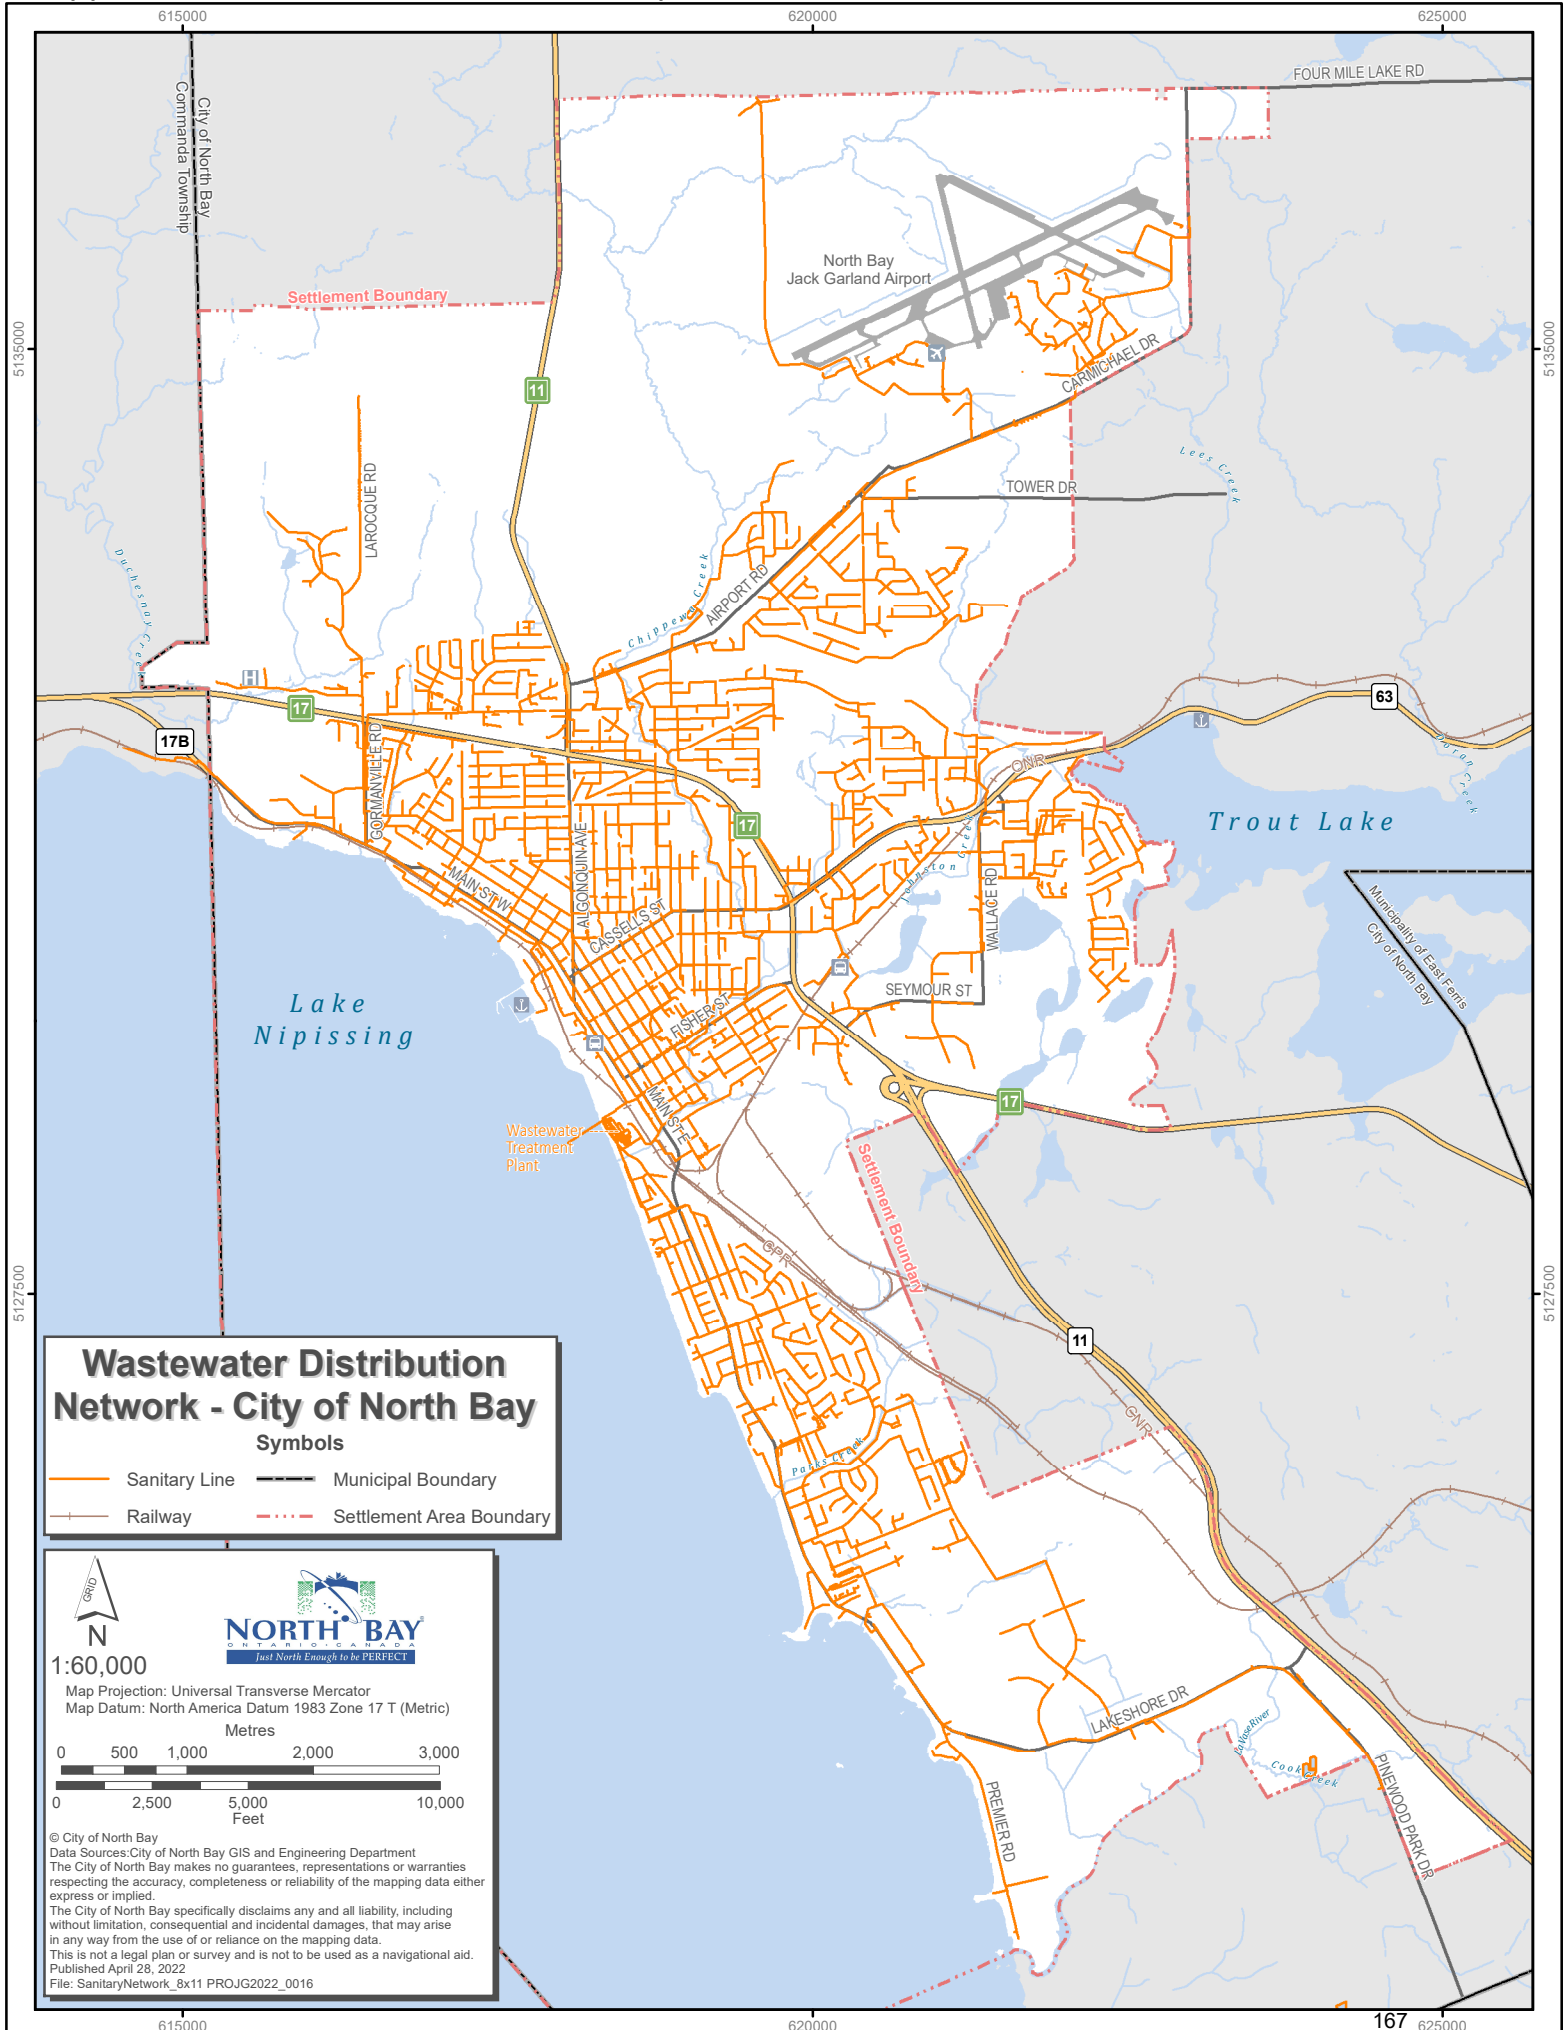 615000
620000
625000
FOUR MILE LAKE RD
City of North Bay
Commanda Township
North Bay
Jack Garland Airport
Settlement Boundary
5135000
5135000
11
CARMICHAEL DR
Lees Creek
TOWER DR
LAROCQUE RD
Duchesnay Creek
Chippewa Creek
AIRPORT RD
H
17
63
17B
GORMANVILLE RD
ONR
Doran Creek
Trout Lake
17
ALGONQUIN AVE
Johnston Creek
MAIN ST W
WALLACE RD
CASSELLS ST
Municipality of East Ferris
City of North Bay
SEYMOUR ST
Lake
Nipissing
FISHER ST
MAIN ST E
17
Wastewater
Treatment
Plant
Settlement Boundary
CPR
5127500
5127500
11
CNR
Wastewater Distribution
Network - City of North Bay
Symbols
Sanitary Line
Municipal Boundary
Railway
Settlement Area Boundary
Parks Creek
GRID
N
NORTH BAY
ONTARIO · CANADA
Just North Enough to be PERFECT
1:60,000
Map Projection: Universal Transverse Mercator
Map Datum: North America Datum 1983 Zone 17 T (Metric)
Metres
0 500 1,000 2,000 3,000
0 2,500 5,000 10,000
Feet
LAKESHORE DR
LaVase River
Cook Creek
PREMIER RD
PINEWOOD PARK DR
© City of North Bay
Data Sources:City of North Bay GIS and Engineering Department
The City of North Bay makes no guarantees, representations or warranties
respecting the accuracy, completeness or reliability of the mapping data either
express or implied.
The City of North Bay specifically disclaims any and all liability, including
without limitation, consequential and incidental damages, that may arise
in any way from the use of or reliance on the mapping data.
This is not a legal plan or survey and is not to be used as a navigational aid.
Published April 28, 2022
File: SanitaryNetwork_8x11 PROJG2022_0016
167
615000
620000
625000